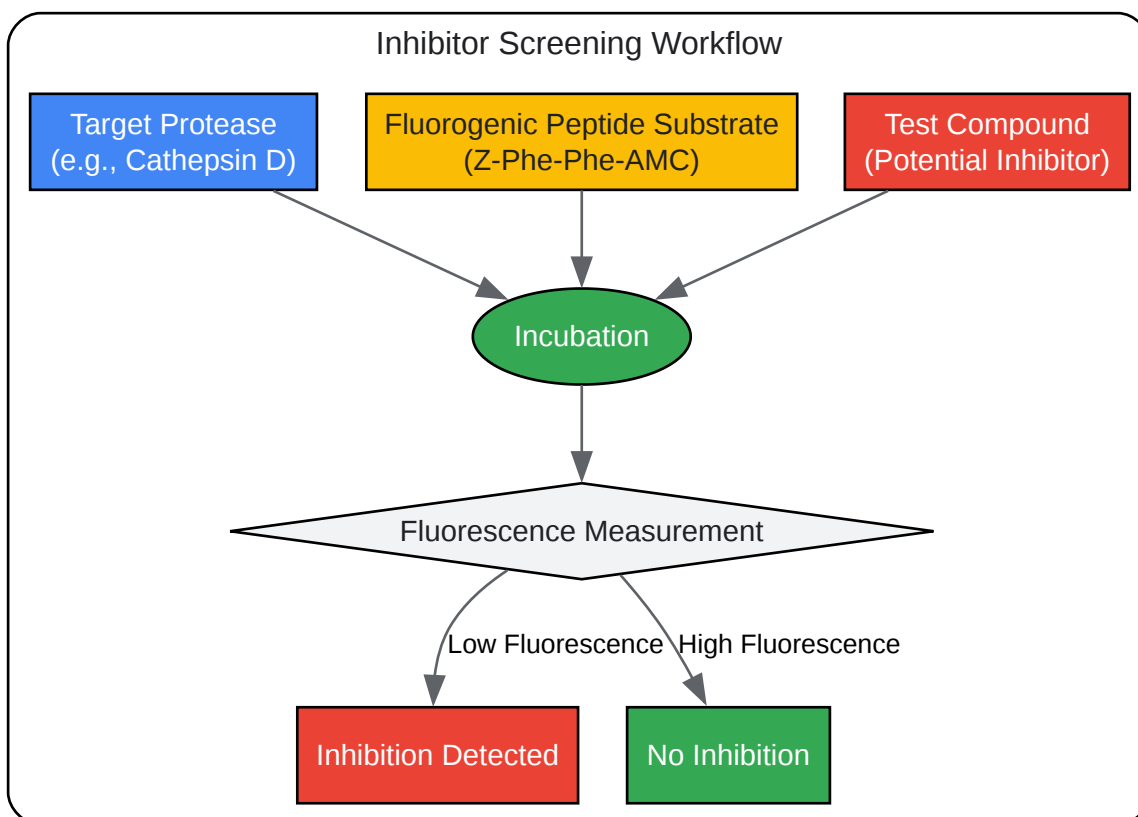 Inhibitor Screening Workflow
Target Protease
(e.g., Cathepsin D)
Fluorogenic Peptide Substrate
(Z-Phe-Phe-AMC)
Test Compound
(Potential Inhibitor)
Incubation
Fluorescence Measurement
Low Fluorescence
High Fluorescence
Inhibition Detected
No Inhibition